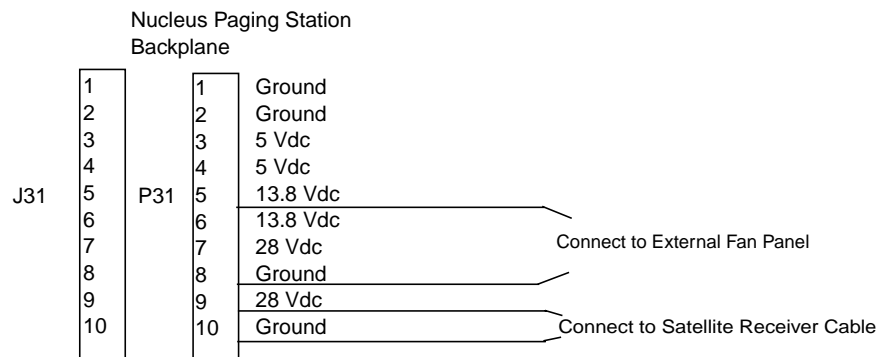 Nucleus Paging Station
Backplane
1 1 Ground
2 2 Ground
3 3 5 Vdc
4 4 5 Vdc
J31 5 P31 5 13.8 Vdc
6 6 13.8 Vdc
7 7 28 Vdc
Connect to External Fan Panel
8 8 Ground
9 9 28 Vdc
10 10 Ground
Connect to Satellite Receiver Cable